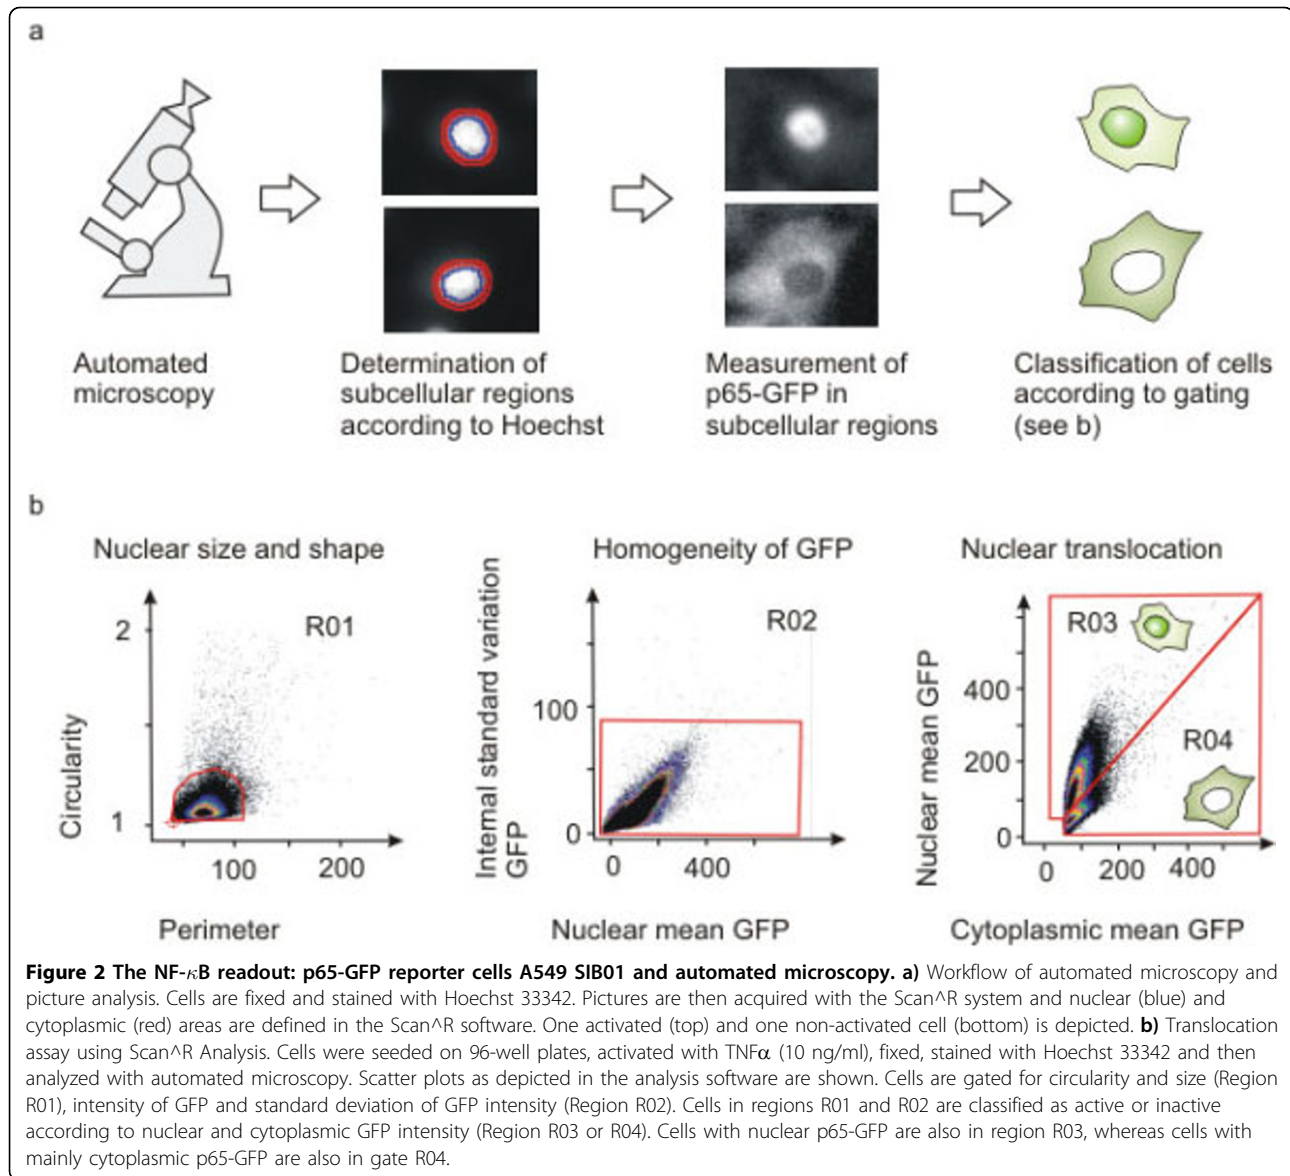 a
Automated
microscopy
Determination of
subcellular regions
according to Hoechst
Measurement of
p65-GFP in
subcellular regions
Classification of cells
according to gating
(see b)
b
Nuclear size and shape
R01
2
1
Circularity
100 200
Perimeter
Homogeneity of GFP
R02
Internal standard variation
GFP
100
0
0 400
Nuclear mean GFP
Nuclear translocation
R03
R04
Nuclear mean GFP
400
200
0
0 200 400
Cytoplasmic mean GFP
Figure 2 The NF-κB readout: p65-GFP reporter cells A549 SIB01 and automated microscopy. a) Workflow of automated microscopy and
picture analysis. Cells are fixed and stained with Hoechst 33342. Pictures are then acquired with the Scan^R system and nuclear (blue) and
cytoplasmic (red) areas are defined in the Scan^R software. One activated (top) and one non-activated cell (bottom) is depicted. b) Translocation
assay using Scan^R Analysis. Cells were seeded on 96-well plates, activated with TNFα (10 ng/ml), fixed, stained with Hoechst 33342 and then
analyzed with automated microscopy. Scatter plots as depicted in the analysis software are shown. Cells are gated for circularity and size (Region
R01), intensity of GFP and standard deviation of GFP intensity (Region R02). Cells in regions R01 and R02 are classified as active or inactive
according to nuclear and cytoplasmic GFP intensity (Region R03 or R04). Cells with nuclear p65-GFP are also in region R03, whereas cells with
mainly cytoplasmic p65-GFP are also in gate R04.